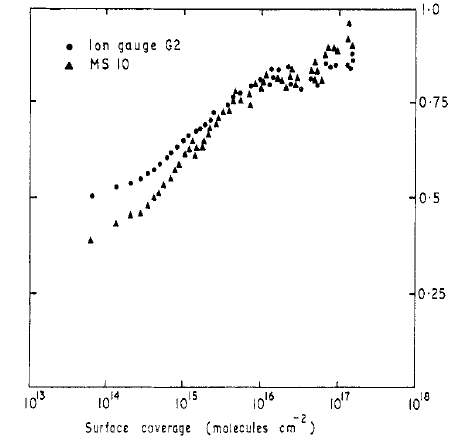 Ion gauge G2
MS 10
1·0
0·75
0·5
0·25
10¹³ 10¹⁴ 10¹⁵ 10¹⁶ 10¹⁷ 10¹⁸
Surface coverage (molecules cm⁻²)